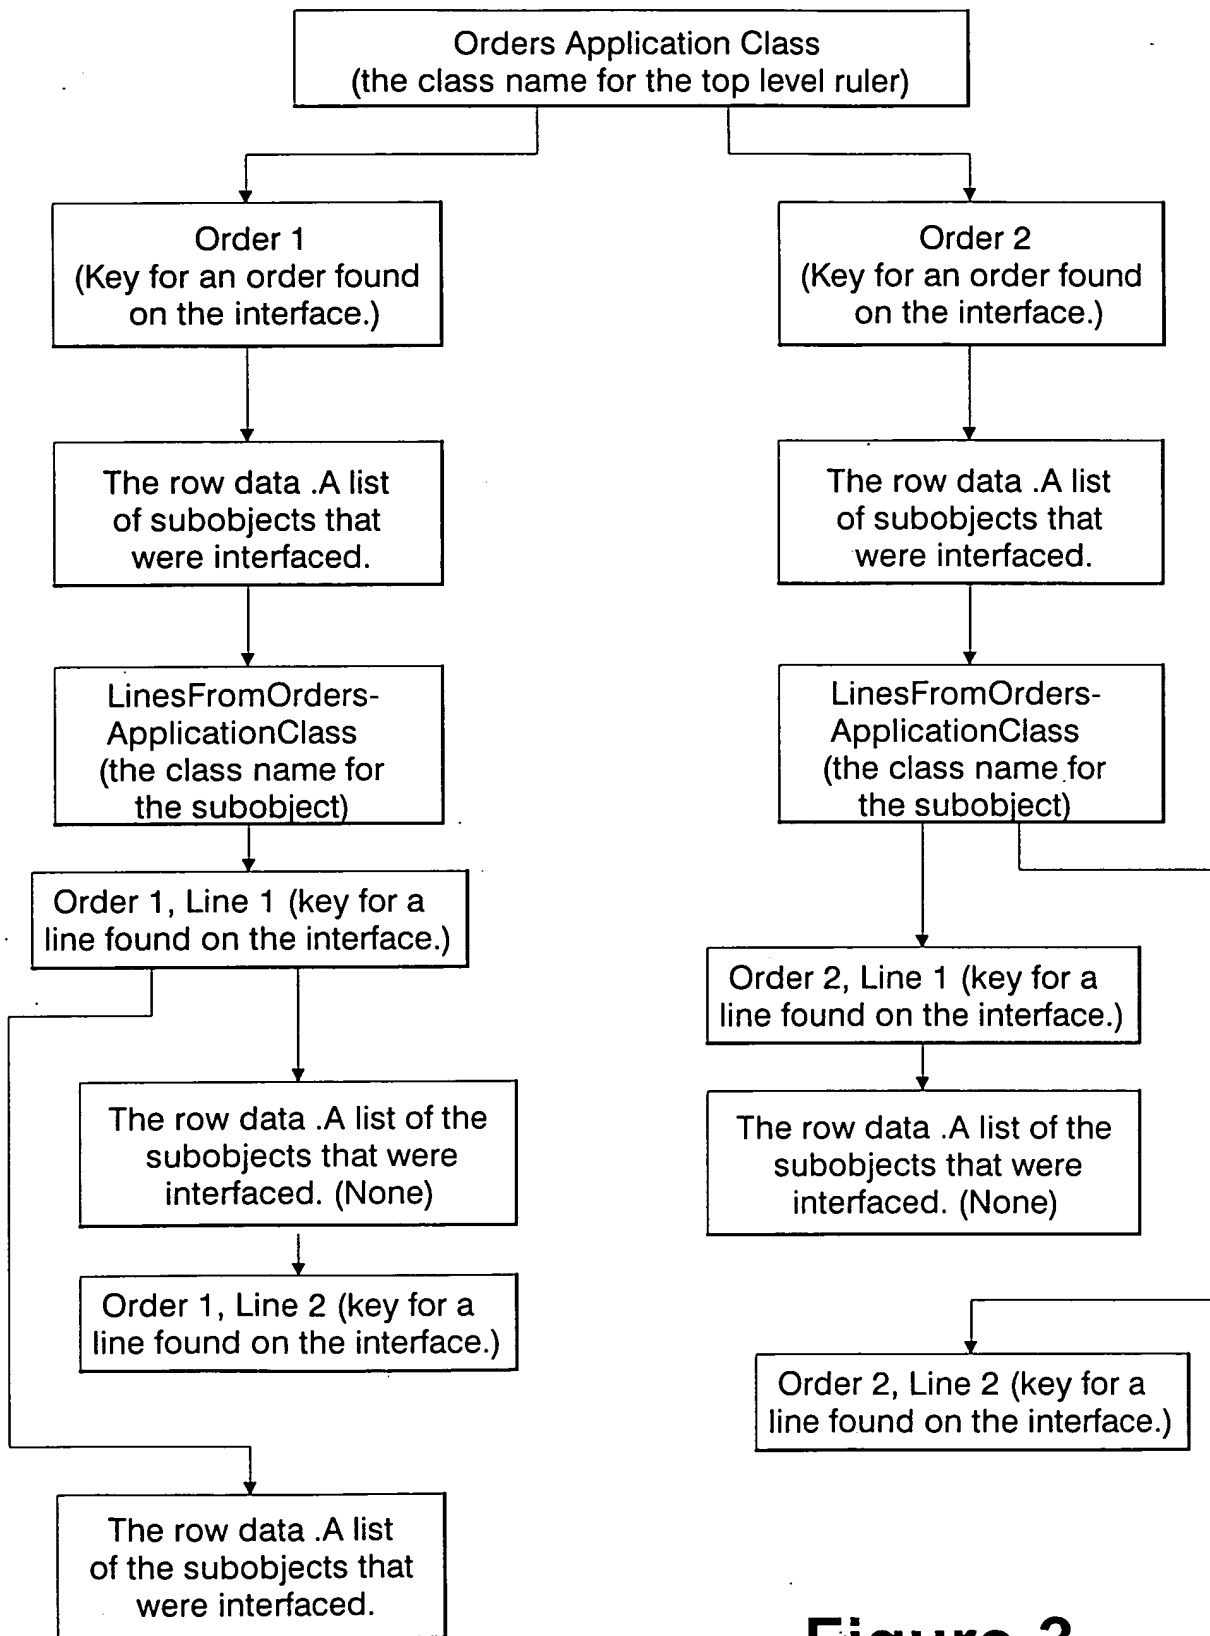 Orders Application Class
(the class name for the top level ruler)
Order 1
(Key for an order found
on the interface.)
Order 2
(Key for an order found
on the interface.)
The row data .A list
of subobjects that
were interfaced.
The row data .A list
of subobjects that
were interfaced.
LinesFromOrders-
ApplicationClass
(the class name for
the subobject)
LinesFromOrders-
ApplicationClass
(the class name for
the subobject)
Order 1, Line 1 (key for a
line found on the interface.)
Order 2, Line 1 (key for a
line found on the interface.)
The row data .A list of the
subobjects that were
interfaced. (None)
The row data .A list of the
subobjects that were
interfaced. (None)
Order 1, Line 2 (key for a
line found on the interface.)
Order 2, Line 2 (key for a
line found on the interface.)
The row data .A list
of the subobjects that
were interfaced.
Figure